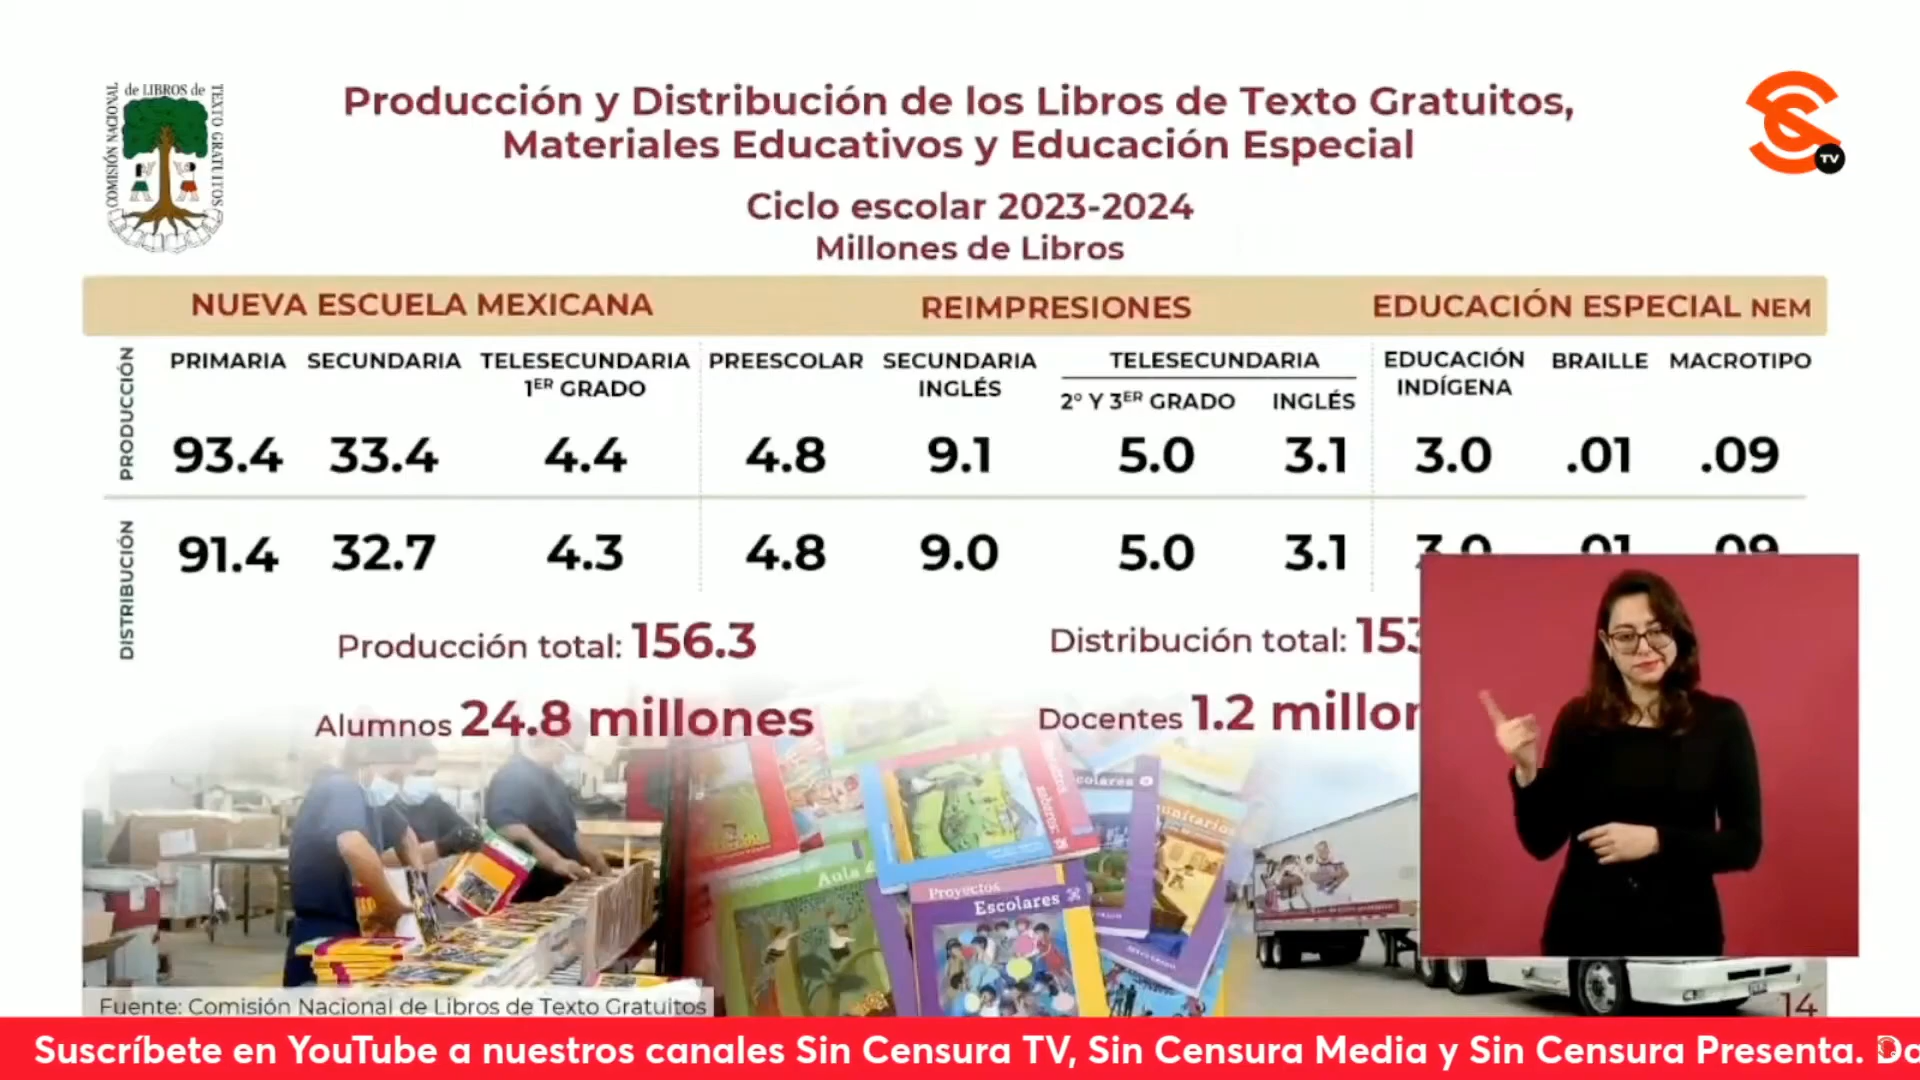 COMISIÓN NACIONAL de LIBROS de TEXTO GRATUITOS
Producción y Distribución de los Libros de Texto Gratuitos,
Materiales Educativos y Educación Especial
TV
Ciclo escolar 2023-2024
Millones de Libros
NUEVA ESCUELA MEXICANA REIMPRESIONES EDUCACIÓN ESPECIAL NEM
PRODUCCIÓN
PRIMARIA SECUNDARIA TELESECUNDARIA PREESCOLAR SECUNDARIA TELESECUNDARIA EDUCACIÓN BRAILLE MACROTIPO
1ER GRADO INGLÉS 2° Y 3ER GRADO INGLÉS INDÍGENA
93.4 33.4 4.4 4.8 9.1 5.0 3.1 3.0 .01 .09
DISTRIBUCIÓN
91.4 32.7 4.3 4.8 9.0 5.0 3.1 3.0 .01 .09
Producción total: 156.3 Distribución total: 153
Alumnos 24.8 millones Docentes 1.2 millon
Aula
Proyectos
Escolares
Fuente: Comisión Nacional de Libros de Texto Gratuitos
14
Suscríbete en YouTube a nuestros canales Sin Censura TV, Sin Censura Media y Sin Censura Presenta.